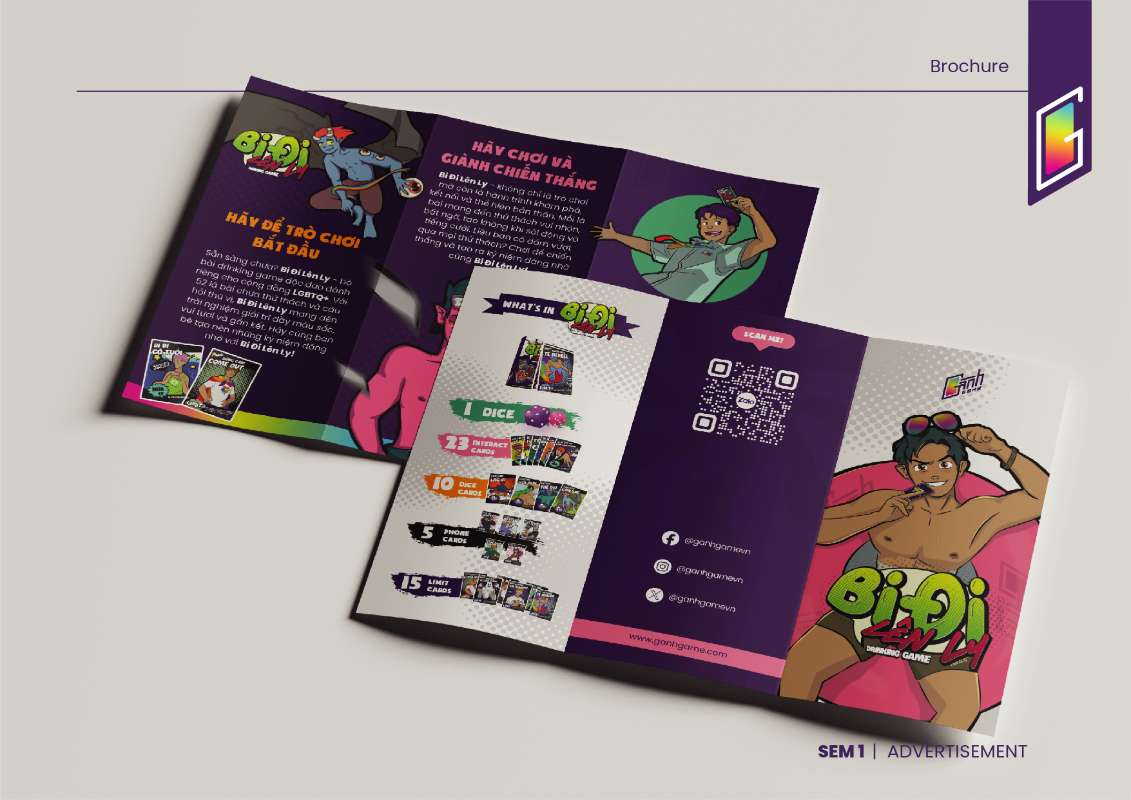 Brochure
Bi Đi
Lên Ly
DRINKING GAME
HÃY ĐỂ TRÒ CHƠI
BẮT ĐẦU
Sẵn sàng chưa? Bi Đi Lên Ly - bộ
bài drinking game độc đáo dành
riêng cho cộng đồng LGBTQ+. Với
52 lá bài chứa thử thách và câu
hỏi thú vị, Bi Đi Lên Ly mang đến
trải nghiệm giải trí đầy màu sắc,
vui tươi và gắn kết. Hãy cùng bạn
bè tạo nên những kỷ niệm đáng
nhớ với Bi Đi Lên Ly!
COME OUT
HÃY CHƠI VÀ
GIÀNH CHIẾN THẮNG
Bi Đi Lên Ly - không chỉ là trò chơi
mà còn là hành trình khám phá,
kết nối và thể hiện bản thân. Mỗi lá
bài mang đến thử thách vui nhộn,
bất ngờ, tạo không khí sôi động và
tiếng cười. Liệu bạn có dám vượt
qua mọi thử thách? Chơi để chiến
thắng và tạo ra kỷ niệm đáng nhớ
cùng Bi Đi Lên Ly!
WHAT'S IN
Bi Đi
Lên Ly
1 DICE
23 INTERACT
CARDS
10 DICE
CARDS
5 PHONE
CARDS
15 LIMIT
CARDS
SCAN ME!
Zalo
@ganhgamevn
@ganhgamevn
@ganhgamevn
www.ganhgame.com
Gánh
GAME
Bi Đi
Lên Ly
DRINKING GAME
SEM 1 | ADVERTISEMENT